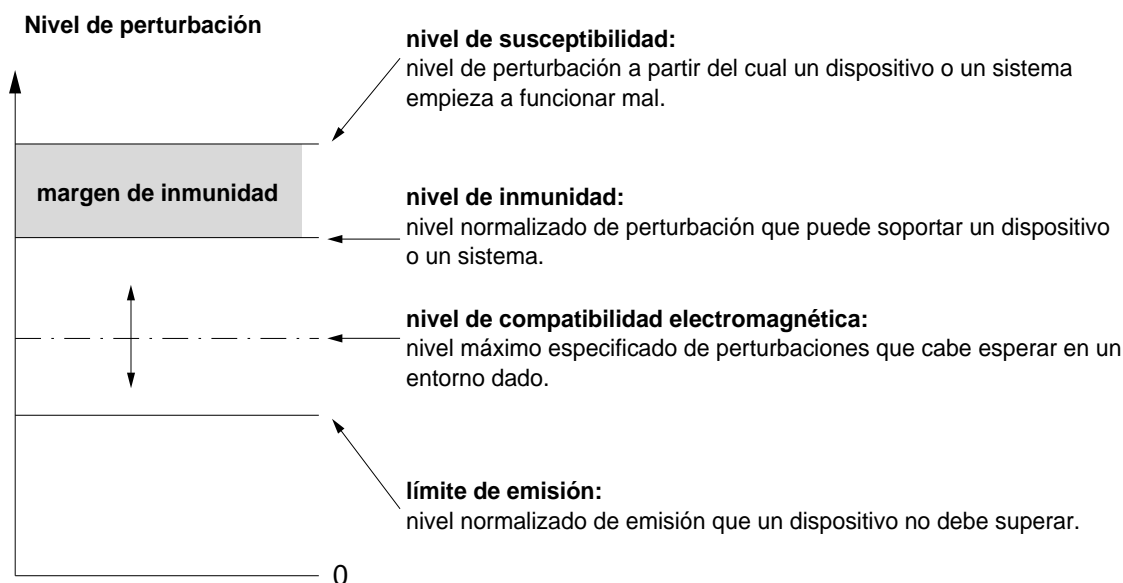 Nivel de perturbación
nivel de susceptibilidad:
nivel de perturbación a partir del cual un dispositivo o un sistema
empieza a funcionar mal.
margen de inmunidad
nivel de inmunidad:
nivel normalizado de perturbación que puede soportar un dispositivo
o un sistema.
nivel de compatibilidad electromagnética:
nivel máximo especificado de perturbaciones que cabe esperar en un
entorno dado.
límite de emisión:
nivel normalizado de emisión que un dispositivo no debe superar.
0